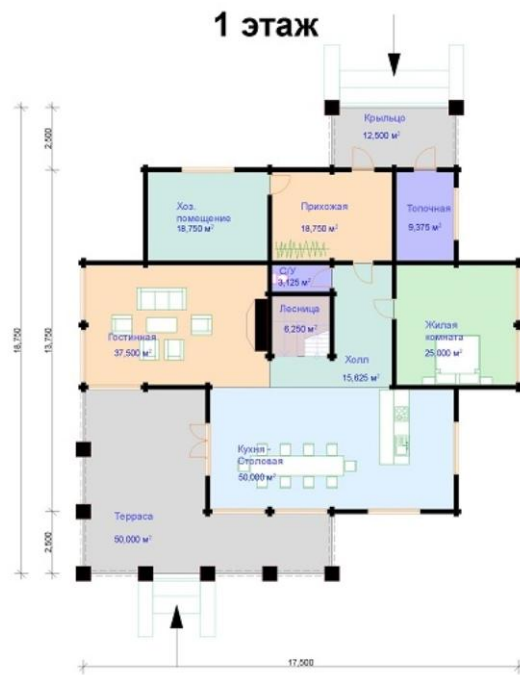 1 этаж
Крыльцо
12,500 м²
2,500
Хоз.
помещение
18,750 м²
Прихожая
18,750 м²
Топочная
9,375 м²
С/У
3,125 м²
Лесница
6,250 м²
Гостинная
37,500 м²
Жилая
комната
25,000 м²
Холл
15,625 м²
18,750
13,750
Кухня -
Столовая
50,000 м²
Терраса
50,000 м²
2,500
17,500